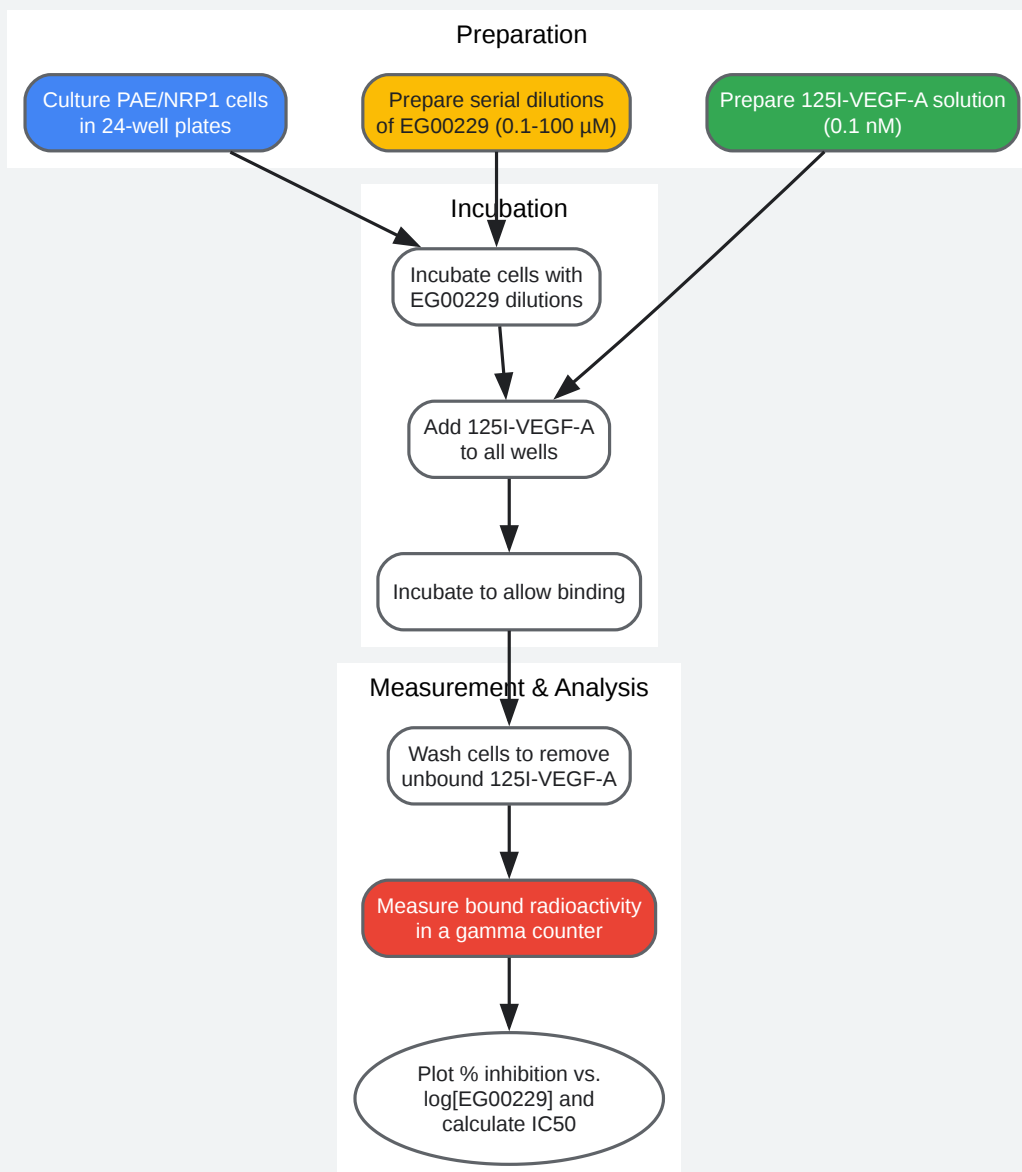 Preparation
Culture PAE/NRP1 cells
in 24-well plates
Prepare serial dilutions
of EG00229 (0.1-100 µM)
Prepare 125I-VEGF-A solution
(0.1 nM)
Incubation
Incubate cells with
EG00229 dilutions
Add 125I-VEGF-A
to all wells
Incubate to allow binding
Measurement & Analysis
Wash cells to remove
unbound 125I-VEGF-A
Measure bound radioactivity
in a gamma counter
Plot % inhibition vs.
log[EG00229] and
calculate IC50